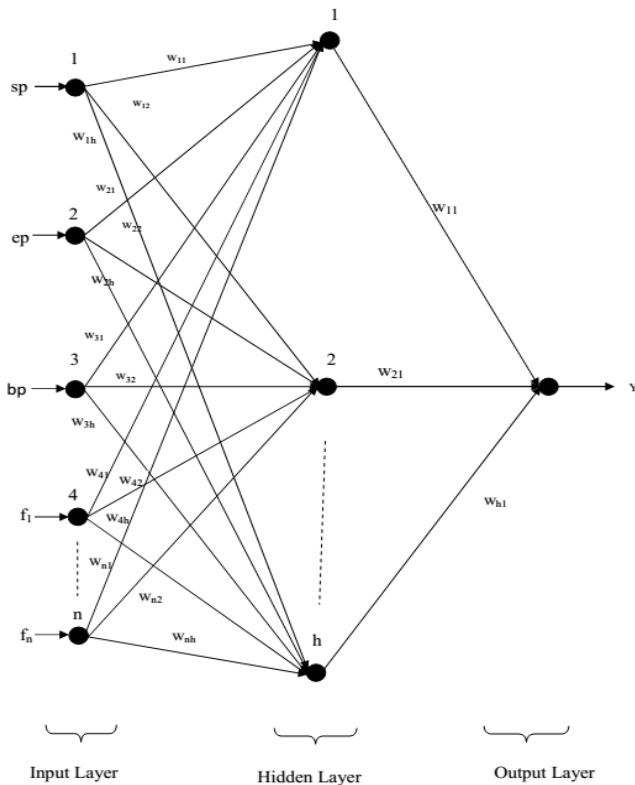 1
1
w₁₁
sp
w₁₂
w₁ₕ
w₂₁
2
w₂₂
w₁₁
ep
w₂ₕ
w₃₁
3
w₃₂
2
w₂₁
bp
w₃ₕ
w₄₁
w₄₂
4
w₄ₕ
wₕ₁
f₁
wₙ₁
wₙ₂
n
wₙₕ
h
fₙ
Input Layer
Hidden Layer
Output Layer